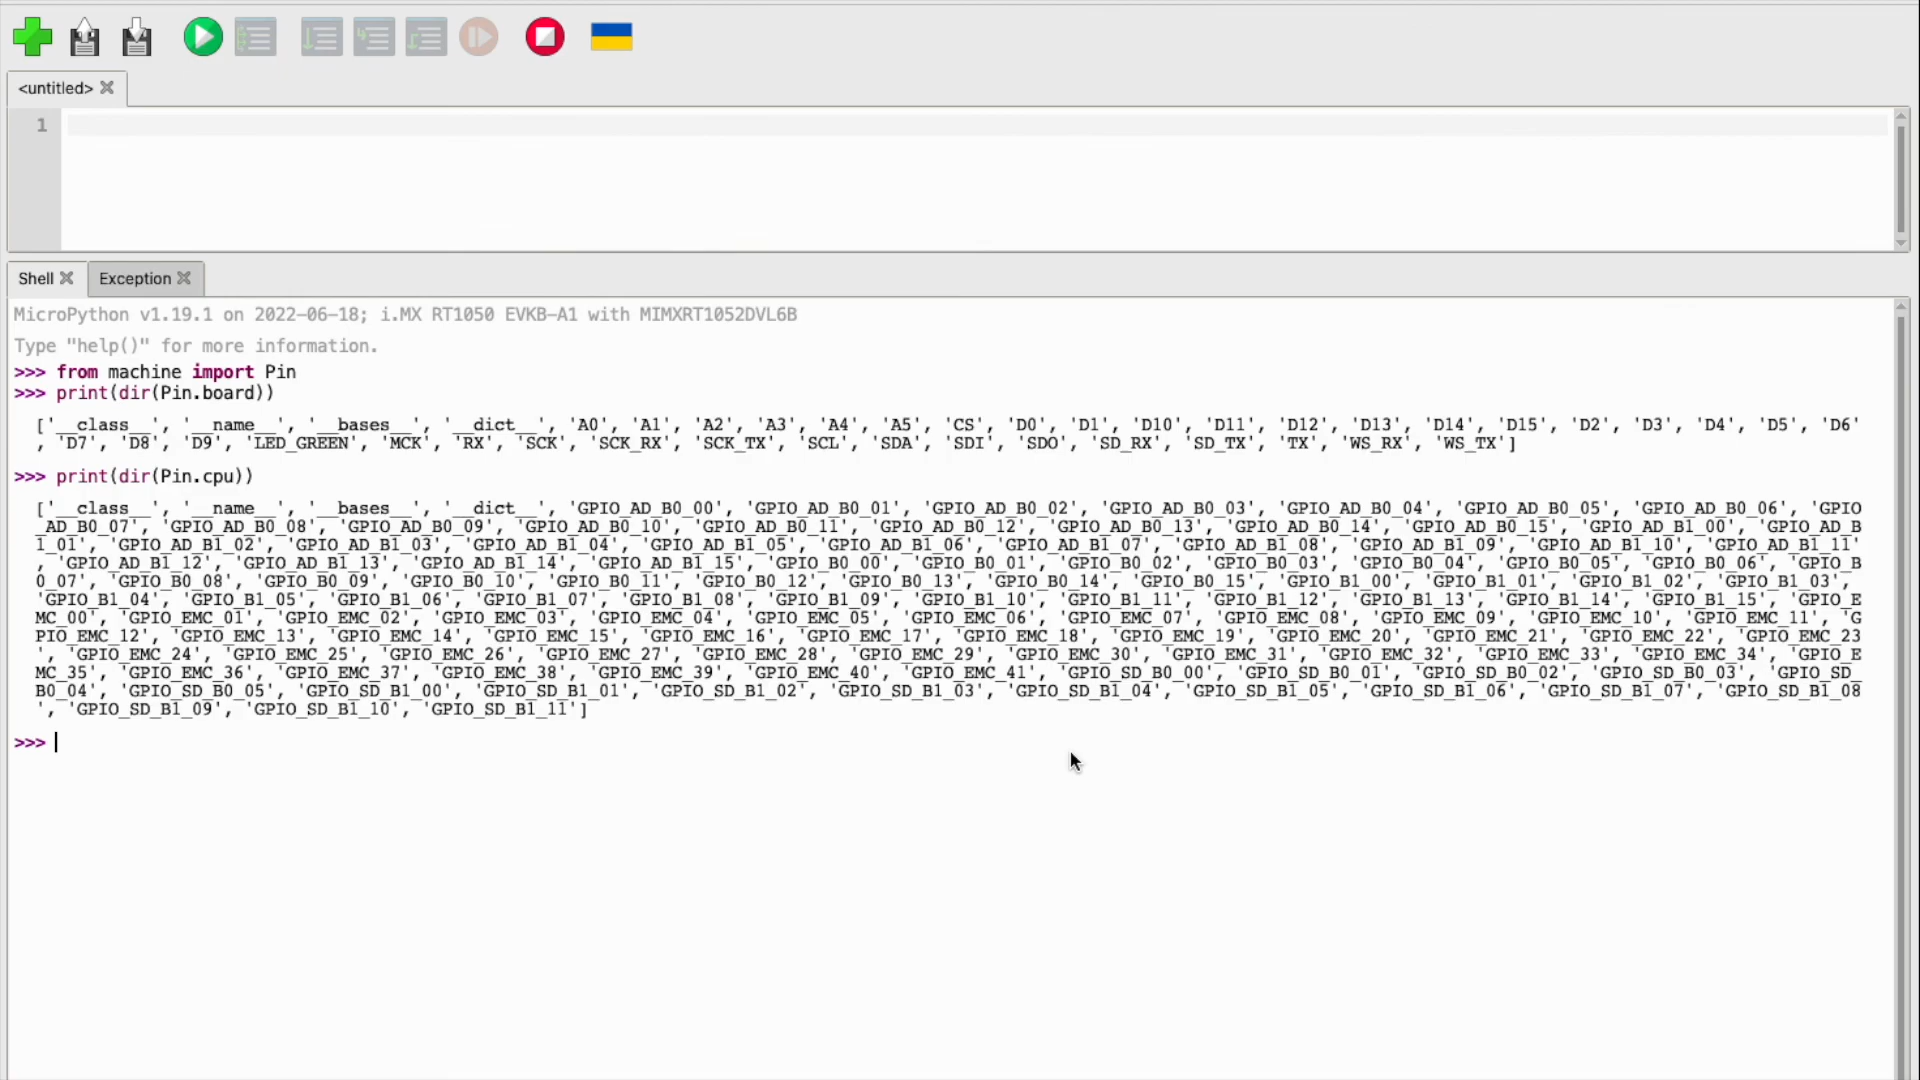 <untitled>
1
Shell
Exception
MicroPython v1.19.1 on 2022-06-18; i.MX RT1050 EVKB-A1 with MIMXRT1052DVL6B
Type "help()" for more information.
>>> from machine import Pin
>>> print(dir(Pin.board))
['__class__', '__name__', '__bases__', '__dict__', 'A0', 'A1', 'A2', 'A3', 'A4', 'A5', 'CS', 'D0', 'D1', 'D10', 'D11', 'D12', 'D13', 'D14', 'D15', 'D2', 'D3', 'D4', 'D5', 'D6'
, 'D7', 'D8', 'D9', 'LED_GREEN', 'MCK', 'RX', 'SCK', 'SCK_RX', 'SCK_TX', 'SCL', 'SDA', 'SDI', 'SDO', 'SD_RX', 'SD_TX', 'TX', 'WS_RX', 'WS_TX']
>>> print(dir(Pin.cpu))
['__class__', '__name__', '__bases__', '__dict__', 'GPIO_AD_B0_00', 'GPIO_AD_B0_01', 'GPIO_AD_B0_02', 'GPIO_AD_B0_03', 'GPIO_AD_B0_04', 'GPIO_AD_B0_05', 'GPIO_AD_B0_06', 'GPIO
_AD_B0_07', 'GPIO_AD_B0_08', 'GPIO_AD_B0_09', 'GPIO_AD_B0_10', 'GPIO_AD_B0_11', 'GPIO_AD_B0_12', 'GPIO_AD_B0_13', 'GPIO_AD_B0_14', 'GPIO_AD_B0_15', 'GPIO_AD_B1_00', 'GPIO_AD_B
1_01', 'GPIO_AD_B1_02', 'GPIO_AD_B1_03', 'GPIO_AD_B1_04', 'GPIO_AD_B1_05', 'GPIO_AD_B1_06', 'GPIO_AD_B1_07', 'GPIO_AD_B1_08', 'GPIO_AD_B1_09', 'GPIO_AD_B1_10', 'GPIO_AD_B1_11'
, 'GPIO_AD_B1_12', 'GPIO_AD_B1_13', 'GPIO_AD_B1_14', 'GPIO_AD_B1_15', 'GPIO_B0_00', 'GPIO_B0_01', 'GPIO_B0_02', 'GPIO_B0_03', 'GPIO_B0_04', 'GPIO_B0_05', 'GPIO_B0_06', 'GPIO_B
0_07', 'GPIO_B0_08', 'GPIO_B0_09', 'GPIO_B0_10', 'GPIO_B0_11', 'GPIO_B0_12', 'GPIO_B0_13', 'GPIO_B0_14', 'GPIO_B0_15', 'GPIO_B1_00', 'GPIO_B1_01', 'GPIO_B1_02', 'GPIO_B1_03',
'GPIO_B1_04', 'GPIO_B1_05', 'GPIO_B1_06', 'GPIO_B1_07', 'GPIO_B1_08', 'GPIO_B1_09', 'GPIO_B1_10', 'GPIO_B1_11', 'GPIO_B1_12', 'GPIO_B1_13', 'GPIO_B1_14', 'GPIO_B1_15', 'GPIO_E
MC_00', 'GPIO_EMC_01', 'GPIO_EMC_02', 'GPIO_EMC_03', 'GPIO_EMC_04', 'GPIO_EMC_05', 'GPIO_EMC_06', 'GPIO_EMC_07', 'GPIO_EMC_08', 'GPIO_EMC_09', 'GPIO_EMC_10', 'GPIO_EMC_11', 'G
PIO_EMC_12', 'GPIO_EMC_13', 'GPIO_EMC_14', 'GPIO_EMC_15', 'GPIO_EMC_16', 'GPIO_EMC_17', 'GPIO_EMC_18', 'GPIO_EMC_19', 'GPIO_EMC_20', 'GPIO_EMC_21', 'GPIO_EMC_22', 'GPIO_EMC_23
', 'GPIO_EMC_24', 'GPIO_EMC_25', 'GPIO_EMC_26', 'GPIO_EMC_27', 'GPIO_EMC_28', 'GPIO_EMC_29', 'GPIO_EMC_30', 'GPIO_EMC_31', 'GPIO_EMC_32', 'GPIO_EMC_33', 'GPIO_EMC_34', 'GPIO_E
MC_35', 'GPIO_EMC_36', 'GPIO_EMC_37', 'GPIO_EMC_38', 'GPIO_EMC_39', 'GPIO_EMC_40', 'GPIO_EMC_41', 'GPIO_SD_B0_00', 'GPIO_SD_B0_01', 'GPIO_SD_B0_02', 'GPIO_SD_B0_03', 'GPIO_SD_
B0_04', 'GPIO_SD_B0_05', 'GPIO_SD_B1_00', 'GPIO_SD_B1_01', 'GPIO_SD_B1_02', 'GPIO_SD_B1_03', 'GPIO_SD_B1_04', 'GPIO_SD_B1_05', 'GPIO_SD_B1_06', 'GPIO_SD_B1_07', 'GPIO_SD_B1_08
', 'GPIO_SD_B1_09', 'GPIO_SD_B1_10', 'GPIO_SD_B1_11']
>>>